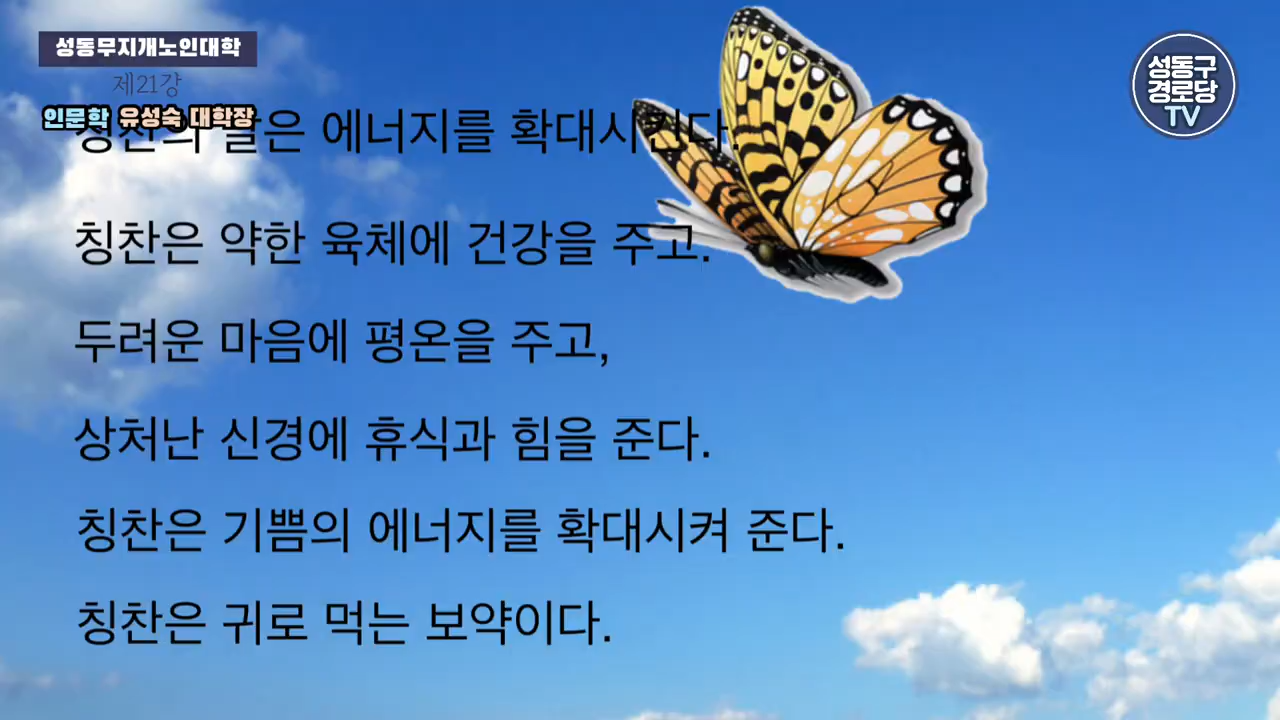 성동무지개노인대학
제21강
인문학 유성숙 대학장
칭찬의 말은 에너지를 확대시킨다.
칭찬은 약한 육체에 건강을 주고.
두려운 마음에 평온을 주고,
상처난 신경에 휴식과 힘을 준다.
칭찬은 기쁨의 에너지를 확대시켜 준다.
칭찬은 귀로 먹는 보약이다.
성동구
경로당
TV